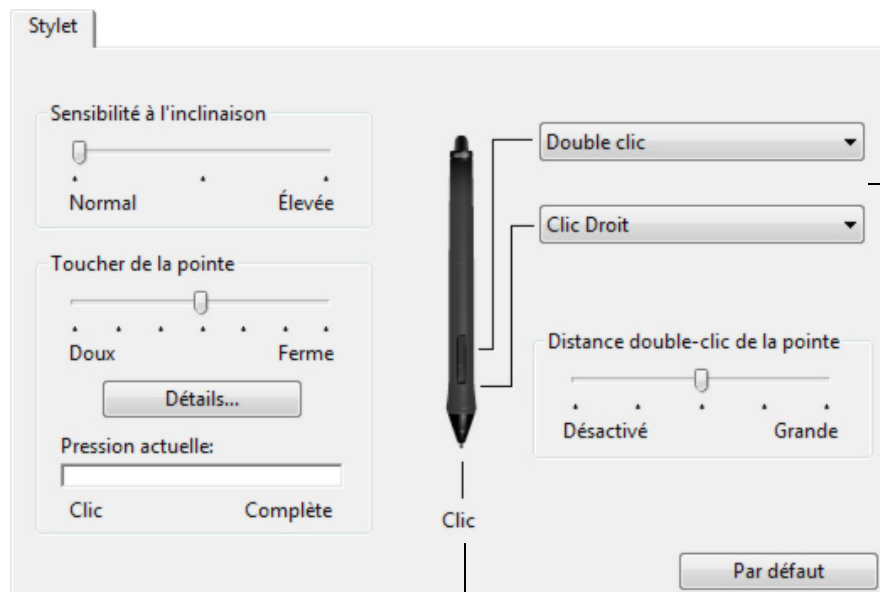 Stylet
Sensibilité à l'inclinaison
Normal
Élevée
Toucher de la pointe
Doux
Ferme
Détails...
Pression actuelle:
Clic
Complète
Double clic
Clic Droit
Clic
Distance double-clic de la pointe
Désactivé
Grande
Par défaut